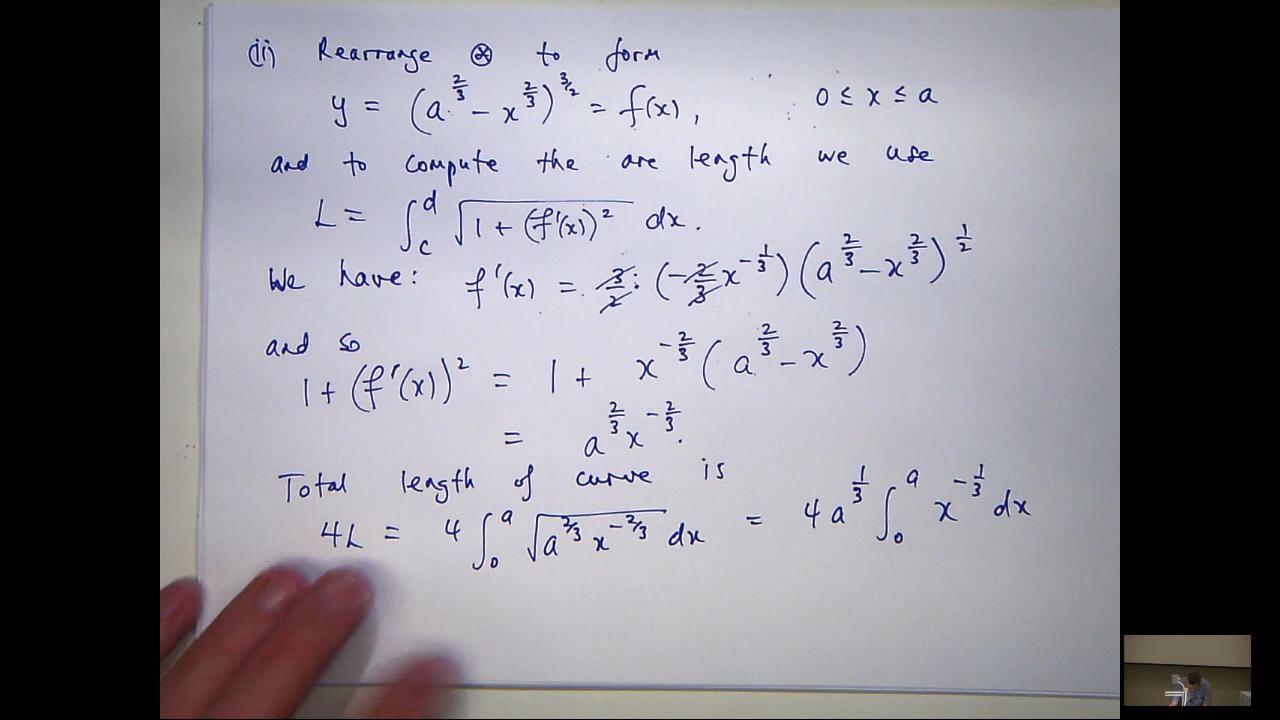 (ii) Rearrange ⊛ to form
y = (a^{2/3} - x^{2/3})^{3/2} = f(x), 0 ≤ x ≤ a
and to compute the arc length we use
L = ∫_c^d √(1 + (f'(x))²) dx.
We have: f'(x) = 3/2 · (-2/3 x^{-1/3}) (a^{2/3} - x^{2/3})^{1/2}
and so
1 + (f'(x))² = 1 + x^{-2/3} (a^{2/3} - x^{2/3})
= a^{2/3} x^{-2/3}.
Total length of curve is
4L = 4 ∫_0^a √(a^{2/3} x^{-2/3}) dx = 4a^{1/3} ∫_0^a x^{-1/3} dx